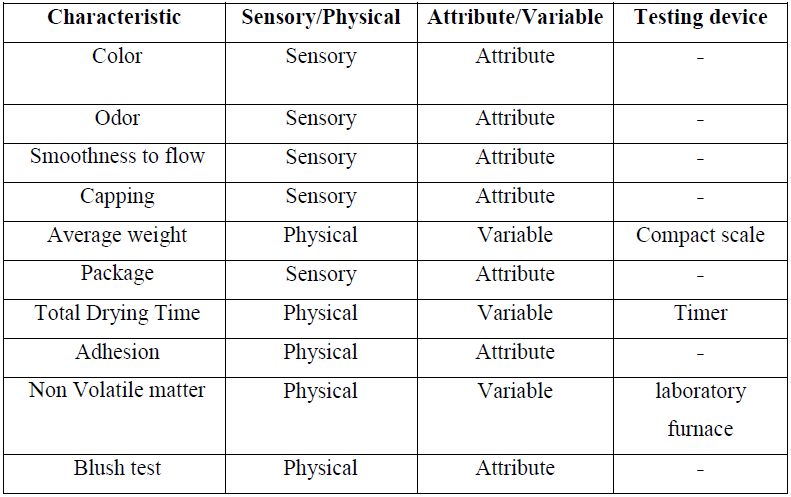 Characteristic Sensory/Physical Attribute/Variable Testing device
Color Sensory Attribute -
Odor Sensory Attribute -
Smoothness to flow Sensory Attribute -
Capping Sensory Attribute -
Average weight Physical Variable Compact scale
Package Sensory Attribute -
Total Drying Time Physical Variable Timer
Adhesion Physical Attribute -
Non Volatile matter Physical Variable laboratory
furnace
Blush test Physical Attribute -